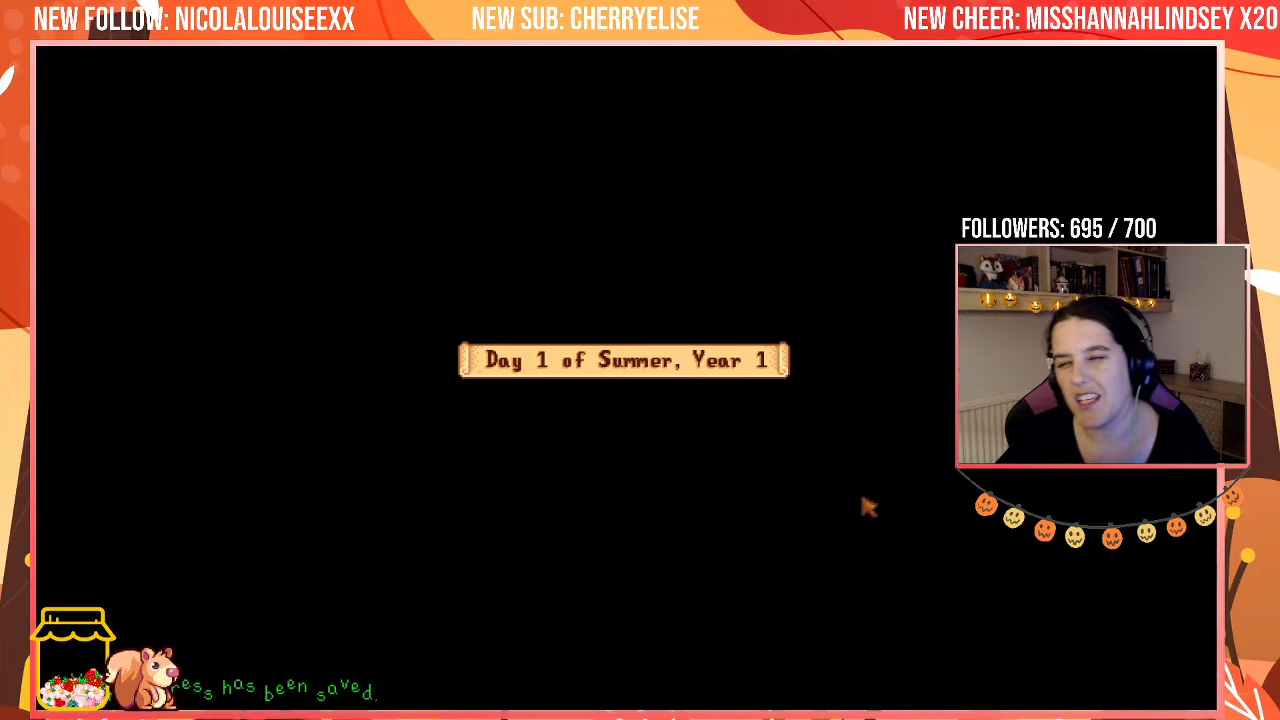 NEW FOLLOW: NICOLALOUISEEXX
NEW SUB: CHERRYELISE
NEW CHEER: MISSHANNAHLINDSEY X20
FOLLOWERS: 695 / 700
Day 1 of Summer, Year 1
has been saved.